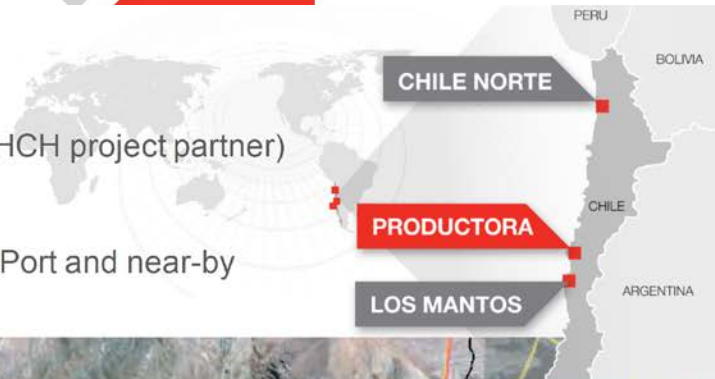 PERU
BOLIVIA
CHILE NORTE
HCH project partner)
CHILE
PRODUCTORA
Port and near-by
ARGENTINA
LOS MANTOS